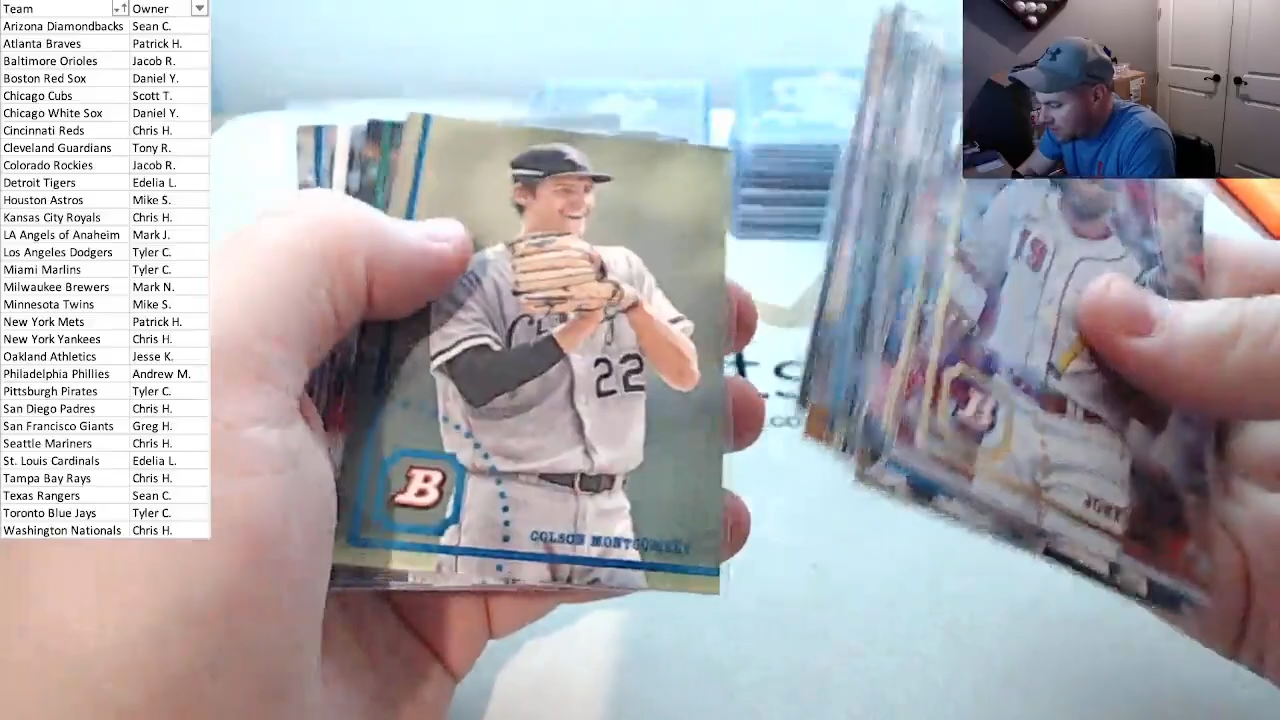 Team Owner
Arizona Diamondbacks Sean C.
Atlanta Braves Patrick H.
Baltimore Orioles Jacob R.
Boston Red Sox Daniel Y.
Chicago Cubs Scott T.
Chicago White Sox Daniel Y.
Cincinnati Reds Chris H.
Cleveland Guardians Tony R.
Colorado Rockies Jacob R.
Detroit Tigers Edelia L.
Houston Astros Mike S.
Kansas City Royals Chris H.
LA Angels of Anaheim Mark J.
Los Angeles Dodgers Tyler C.
Miami Marlins Tyler C.
Milwaukee Brewers Mark N.
Minnesota Twins Mike S.
New York Mets Patrick H.
New York Yankees Chris H.
Oakland Athletics Jesse K.
Philadelphia Philies Andrew M.
Pittsburgh Pirates Tyler C.
San Diego Padres Chris H.
San Francisco Giants Greg H.
Seattle Mariners Chris H.
St. Louis Cardinals Edelia L.
Tampa Bay Rays Chris H.
Texas Rangers Sean C.
Toronto Blue Jays Tyler C.
Washington Nationals Chris H.
22
B
COLSON MONTGOMERY
19
B